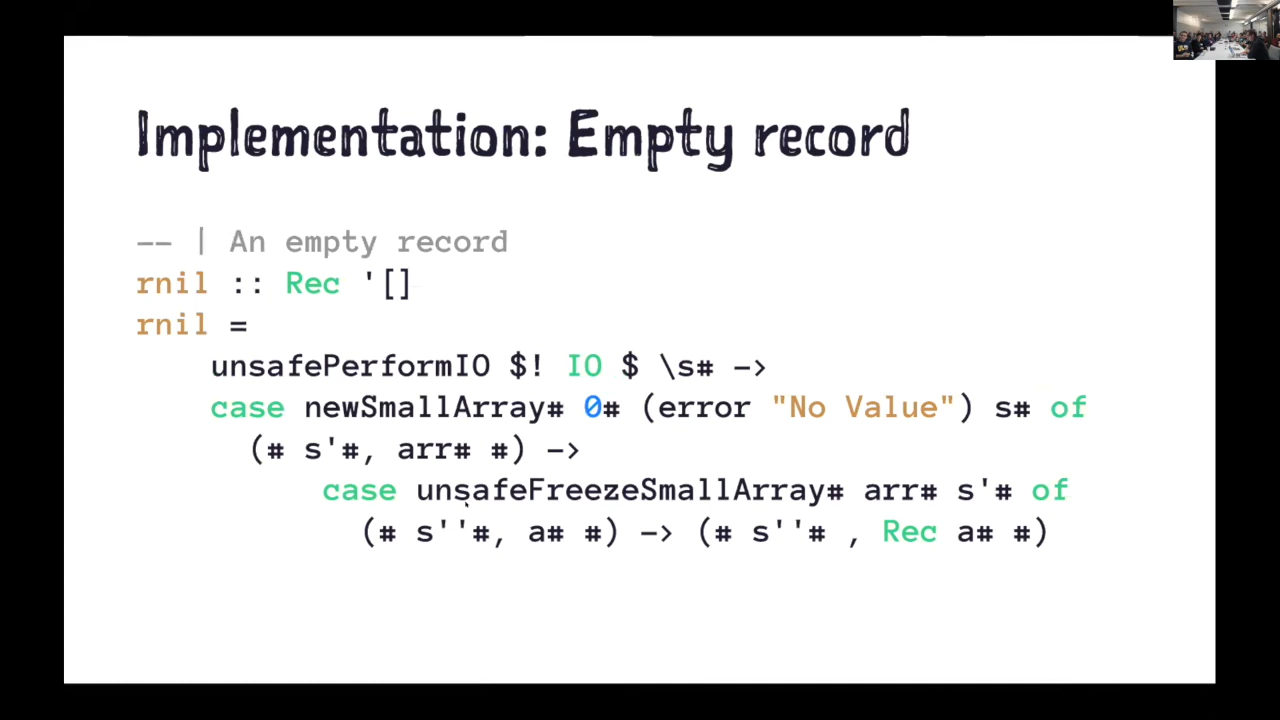 Implementation: Empty record
-- | An empty record
rnil :: Rec '[]
rnil =
unsafePerformIO $! IO $ \s# ->
case newSmallArray# 0# (error "No Value") s# of
(# s'#, arr# #) ->
case unsafeFreezeSmallArray# arr# s'# of
(# s''#, a# #) -> (# s''# , Rec a# #)